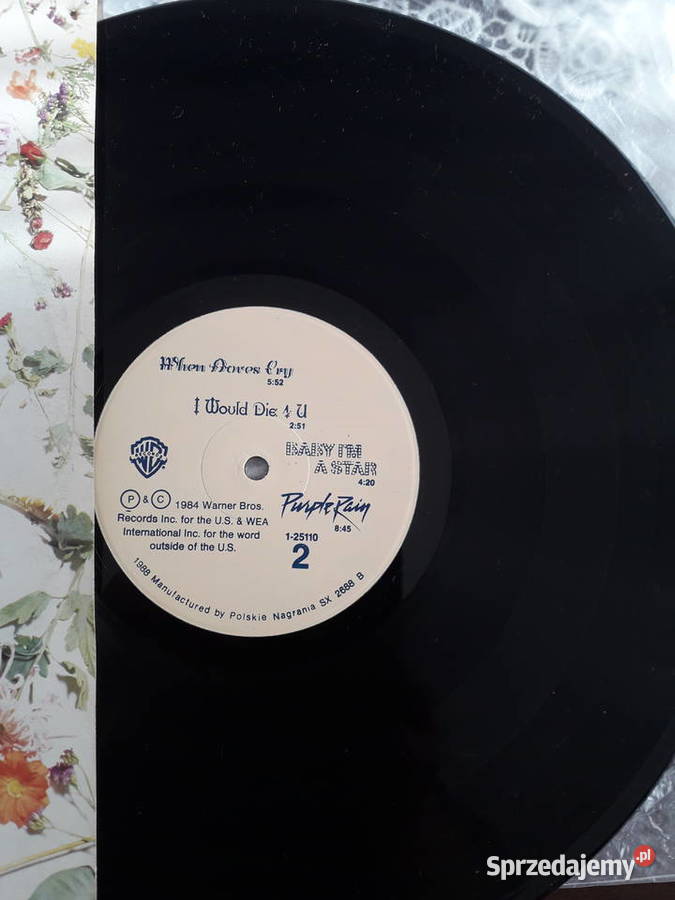 When Doves Cry
5:52
I Would Die 4 U
2:51
BABY I'M
A STAR
4:20
Purple Rain
8:45
WB
RECORDS
P & C 1984 Warner Bros.
Records Inc. for the U.S. & WEA
International Inc. for the word
outside of the U.S.
1-25110
2
1988 Manufactured by Polskie Nagrania SX 2688 B
Sprzedajemy.pl